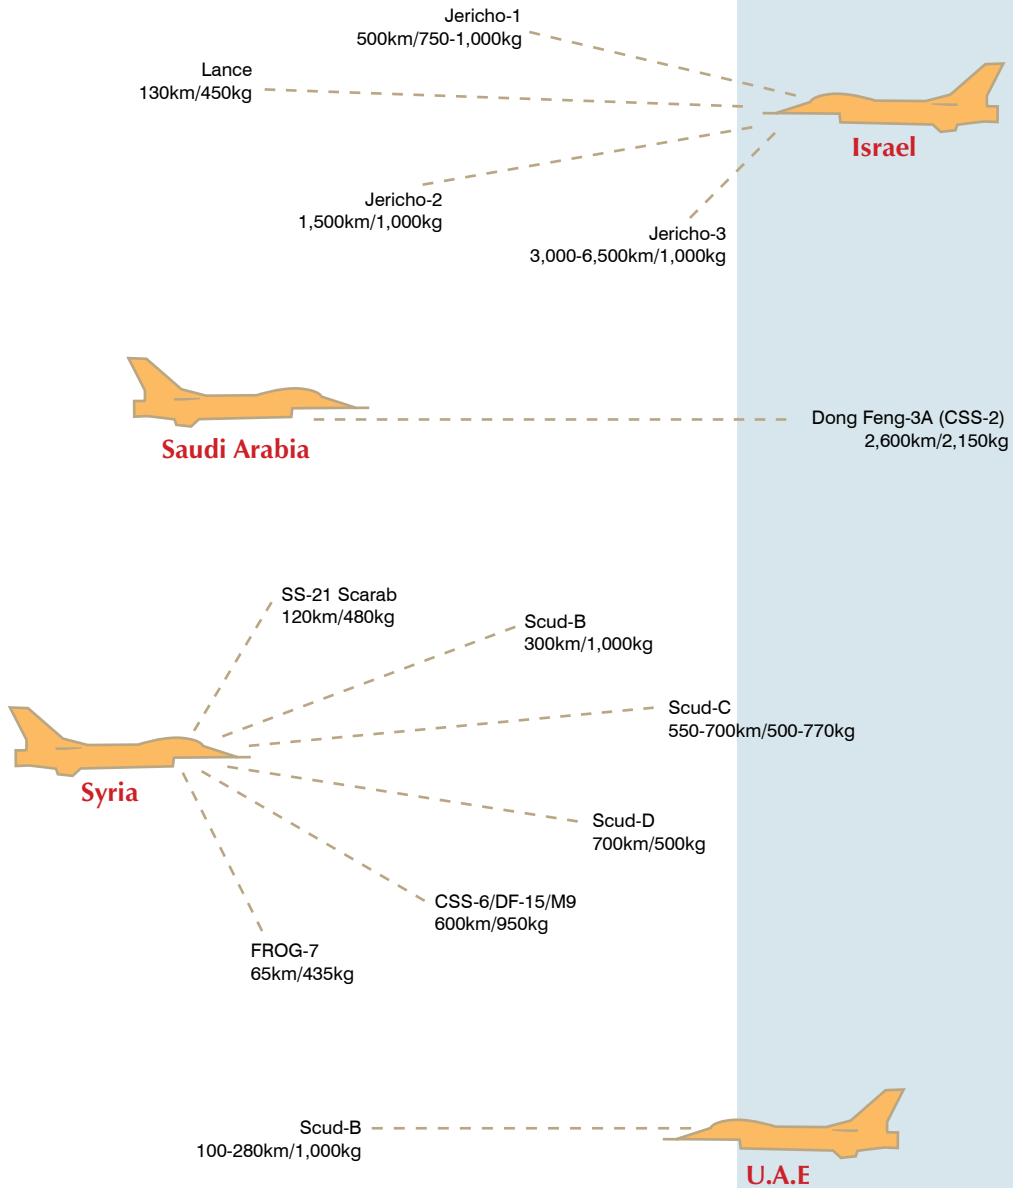 Jericho-1
500km/750-1,000kg
Lance
130km/450kg
Israel
Jericho-2
1,500km/1,000kg
Jericho-3
3,000-6,500km/1,000kg
Saudi Arabia
Dong Feng-3A (CSS-2)
2,600km/2,150kg
SS-21 Scarab
120km/480kg
Scud-B
300km/1,000kg
Scud-C
550-700km/500-770kg
Syria
Scud-D
700km/500kg
CSS-6/DF-15/M9
600km/950kg
FROG-7
65km/435kg
Scud-B
100-280km/1,000kg
U.A.E